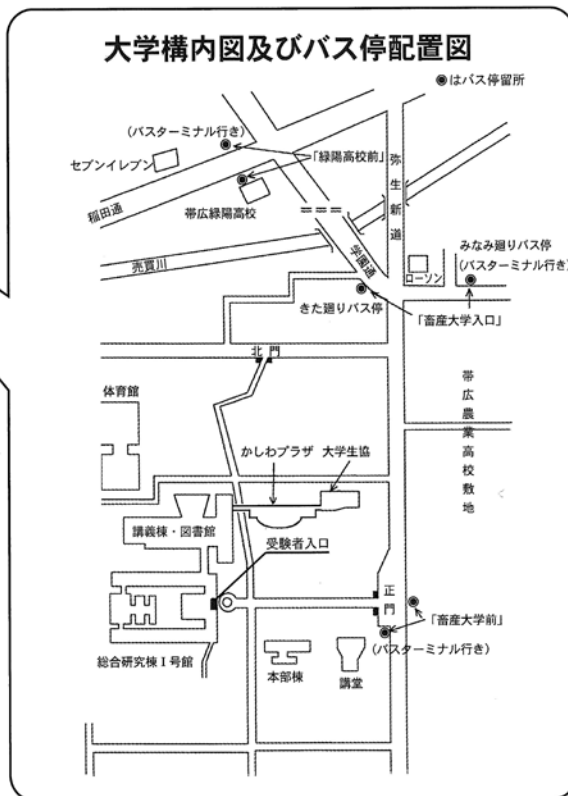 大学構内図及びバス停配置図
◉はバス停留所
(バスターミナル行き)
セブンイレブン
「緑陽高校前」
弥生新道
稲田通
帯広緑陽高校
学園通
売買川
みなみ廻りバス停
(バスターミナル行き)
ローソン
きた廻りバス停
「畜産大学入口」
北門
体育館
帯広農業高校敷地
かしわプラザ
大学生協
講義棟・図書館
受験者入口
正門
「畜産大学前」
(バスターミナル行き)
総合研究棟Ⅰ号館
本部棟
講堂